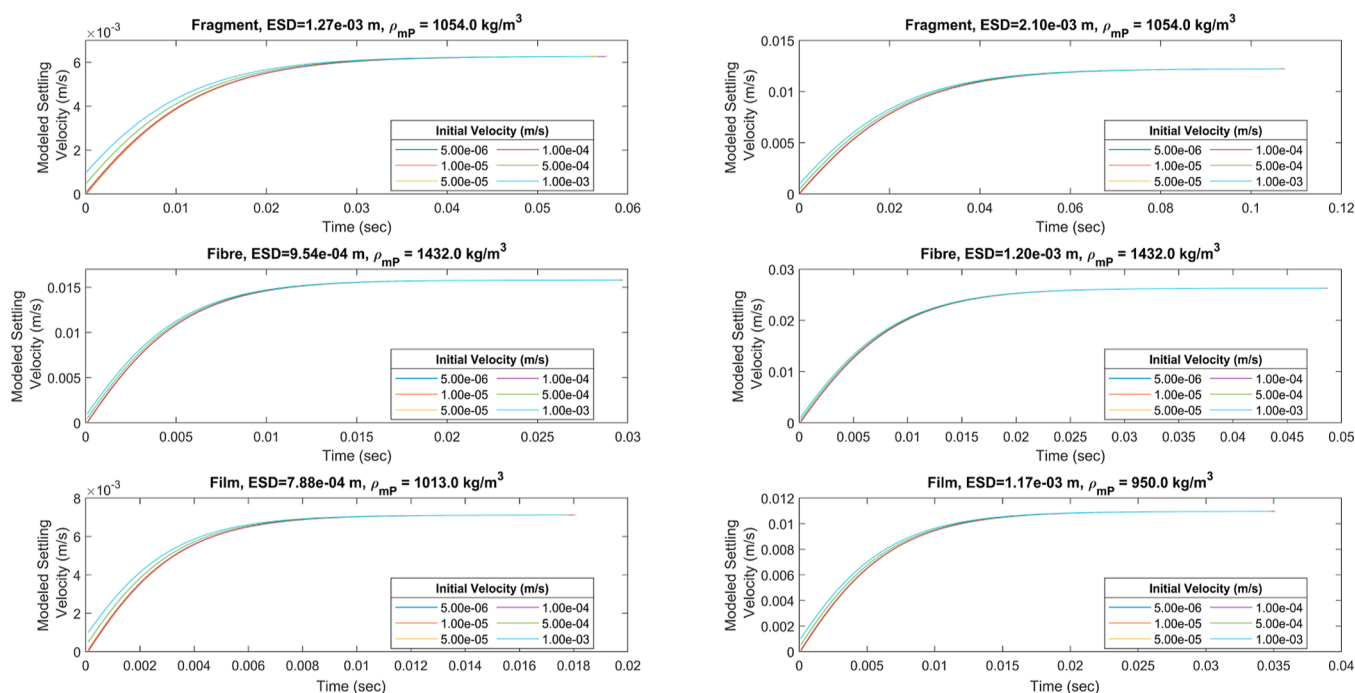 Fragment, ESD=1.27e-03 m, ρmP = 1054.0 kg/m3
×10-3
6
4
2
0
Modeled Settling
Velocity (m/s)
Initial Velocity (m/s)
5.00e-06 1.00e-04
1.00e-05 5.00e-04
5.00e-05 1.00e-03
0 0.01 0.02 0.03 0.04 0.05 0.06
Time (sec)
Fragment, ESD=2.10e-03 m, ρmP = 1054.0 kg/m3
0.015
0.01
0.005
0
Modeled Settling
Velocity (m/s)
Initial Velocity (m/s)
5.00e-06 1.00e-04
1.00e-05 5.00e-04
5.00e-05 1.00e-03
0 0.02 0.04 0.06 0.08 0.1 0.12
Time (sec)
Fibre, ESD=9.54e-04 m, ρmP = 1432.0 kg/m3
0.015
0.01
0.005
0
Modeled Settling
Velocity (m/s)
Initial Velocity (m/s)
5.00e-06 1.00e-04
1.00e-05 5.00e-04
5.00e-05 1.00e-03
0 0.005 0.01 0.015 0.02 0.025 0.03
Time (sec)
Fibre, ESD=1.20e-03 m, ρmP = 1432.0 kg/m3
0.03
0.02
0.01
0
Modeled Settling
Velocity (m/s)
Initial Velocity (m/s)
5.00e-06 1.00e-04
1.00e-05 5.00e-04
5.00e-05 1.00e-03
0 0.005 0.01 0.015 0.02 0.025 0.03 0.035 0.04 0.045 0.05
Time (sec)
Film, ESD=7.88e-04 m, ρmP = 1013.0 kg/m3
×10-3
8
6
4
2
0
Modeled Settling
Velocity (m/s)
Initial Velocity (m/s)
5.00e-06 1.00e-04
1.00e-05 5.00e-04
5.00e-05 1.00e-03
0 0.002 0.004 0.006 0.008 0.01 0.012 0.014 0.016 0.018 0.02
Time (sec)
Film, ESD=1.17e-03 m, ρmP = 950.0 kg/m3
0.012
0.01
0.008
0.006
0.004
0.002
0
Modeled Settling
Velocity (m/s)
Initial Velocity (m/s)
5.00e-06 1.00e-04
1.00e-05 5.00e-04
5.00e-05 1.00e-03
0 0.005 0.01 0.015 0.02 0.025 0.03 0.035 0.04
Time (sec)